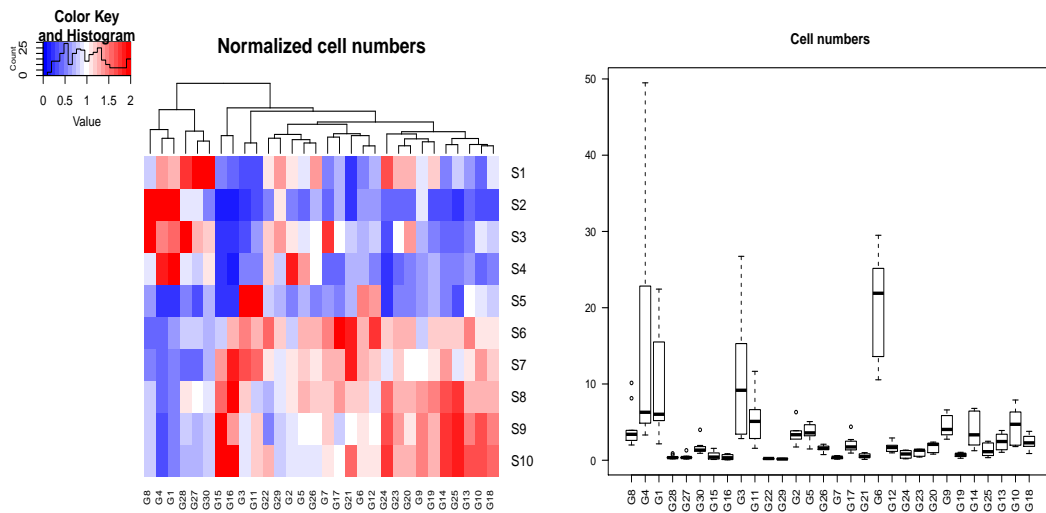 Color Key
and Histogram
Count
0 25
0 0.5 1 1.5 2
Value
Normalized cell numbers
S1
S2
S3
S4
S5
S6
S7
S8
S9
S10
G8 G4 G1 G28 G27 G30 G15 G16 G3 G11 G22 G29 G2 G5 G26 G7 G17 G21 G6 G12 G24 G23 G20 G9 G19 G14 G25 G13 G10 G18
Cell numbers
50
40
30
20
10
0
G8 G4 G1 G28 G27 G30 G15 G16 G3 G11 G22 G29 G2 G5 G26 G7 G17 G21 G6 G12 G24 G23 G20 G9 G19 G14 G25 G13 G10 G18